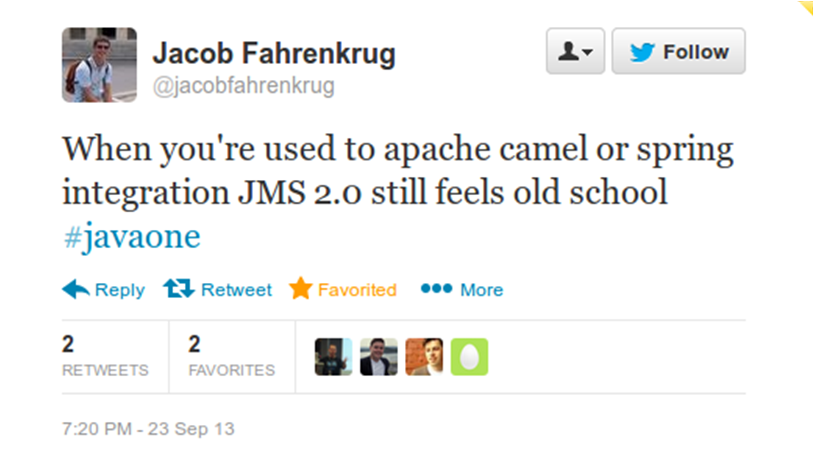 Jacob Fahrenkrug
@jacobfahrenkrug
Follow
When you're used to apache camel or spring
integration JMS 2.0 still feels old school
#javaone
Reply Retweet Favorited More
2 2
RETWEETS FAVORITES
7:20 PM - 23 Sep 13